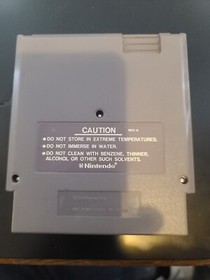 CAUTION
•DO NOT STORE IN EXTREME TEMPERATURES.
•DO NOT IMMERSE IN WATER.
•DO NOT CLEAN WITH BENZENE, THINNER,
ALCOHOL OR OTHER SUCH SOLVENTS.
Nintendo®